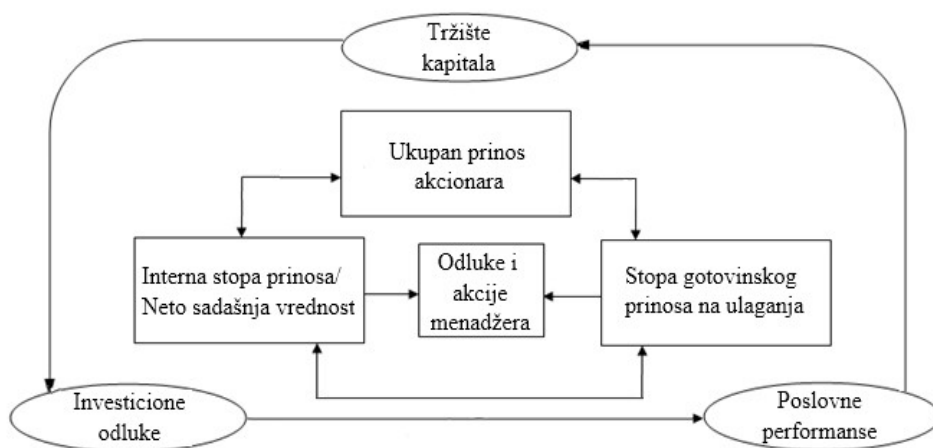 Tržište
kapitala
Ukupan prinos
akcionara
Interna stopa prinosa/
Neto sadašnja vrednost
Odluke i
akcije
menadžera
Stopa gotovinskog
prinosa na ulaganja
Investicione
odluke
Poslovne
performanse